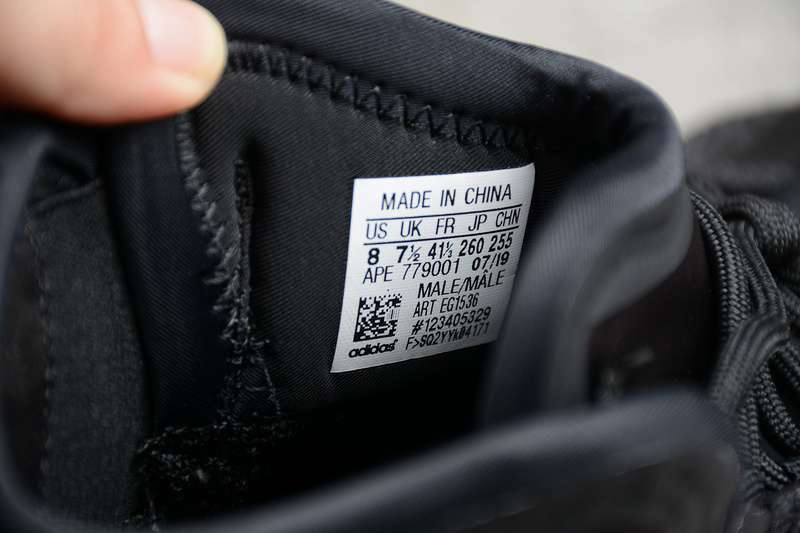 MADE IN CHINA
US UK FR JP CHN
8 7½ 41⅓ 260 255
APE 779001 07/19
MALE/MÂLE
ART EG1536
#123405329
F>SQ2YYk04171
adidas